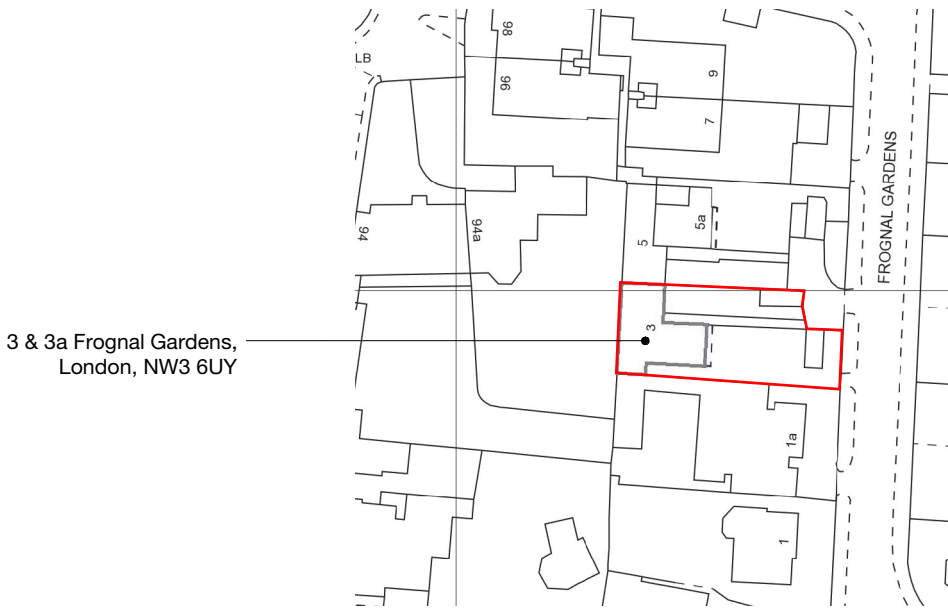 98
96
LB
9
7
FROGNAL GARDENS
5a
5
94
94a
3
3 & 3a Frognal Gardens,
London, NW3 6UY
1a
1